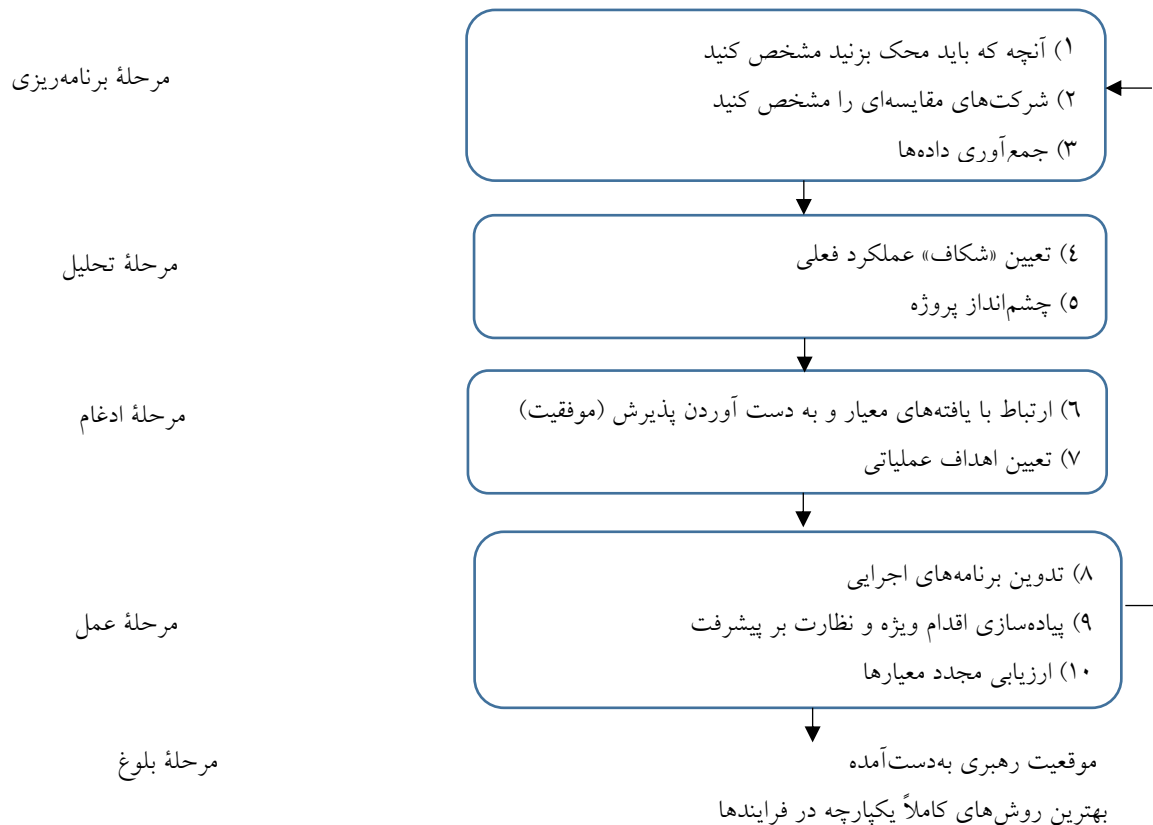 مرحلهٔ برنامه‌ریزی
۱) آنچه که باید محک بزنید مشخص کنید
۲) شرکت‌های مقایسه‌ای را مشخص کنید
۳) جمع‌آوری داده‌ها
مرحلهٔ تحلیل
٤) تعیین «شکاف» عملکرد فعلی
٥) چشم‌انداز پروژه
مرحلهٔ ادغام
٦) ارتباط با یافته‌های معیار و به دست آوردن پذیرش (موفقیت)
۷) تعیین اهداف عملیاتی
مرحلهٔ عمل
۸) تدوین برنامه‌های اجرایی
۹) پیاده‌سازی اقدام ویژه و نظارت بر پیشرفت
۱۰) ارزیابی مجدد معیارها
مرحلهٔ بلوغ
موقعیت رهبری به‌دست‌آمده
بهترین روش‌های کاملاً یکپارچه در فرایندها